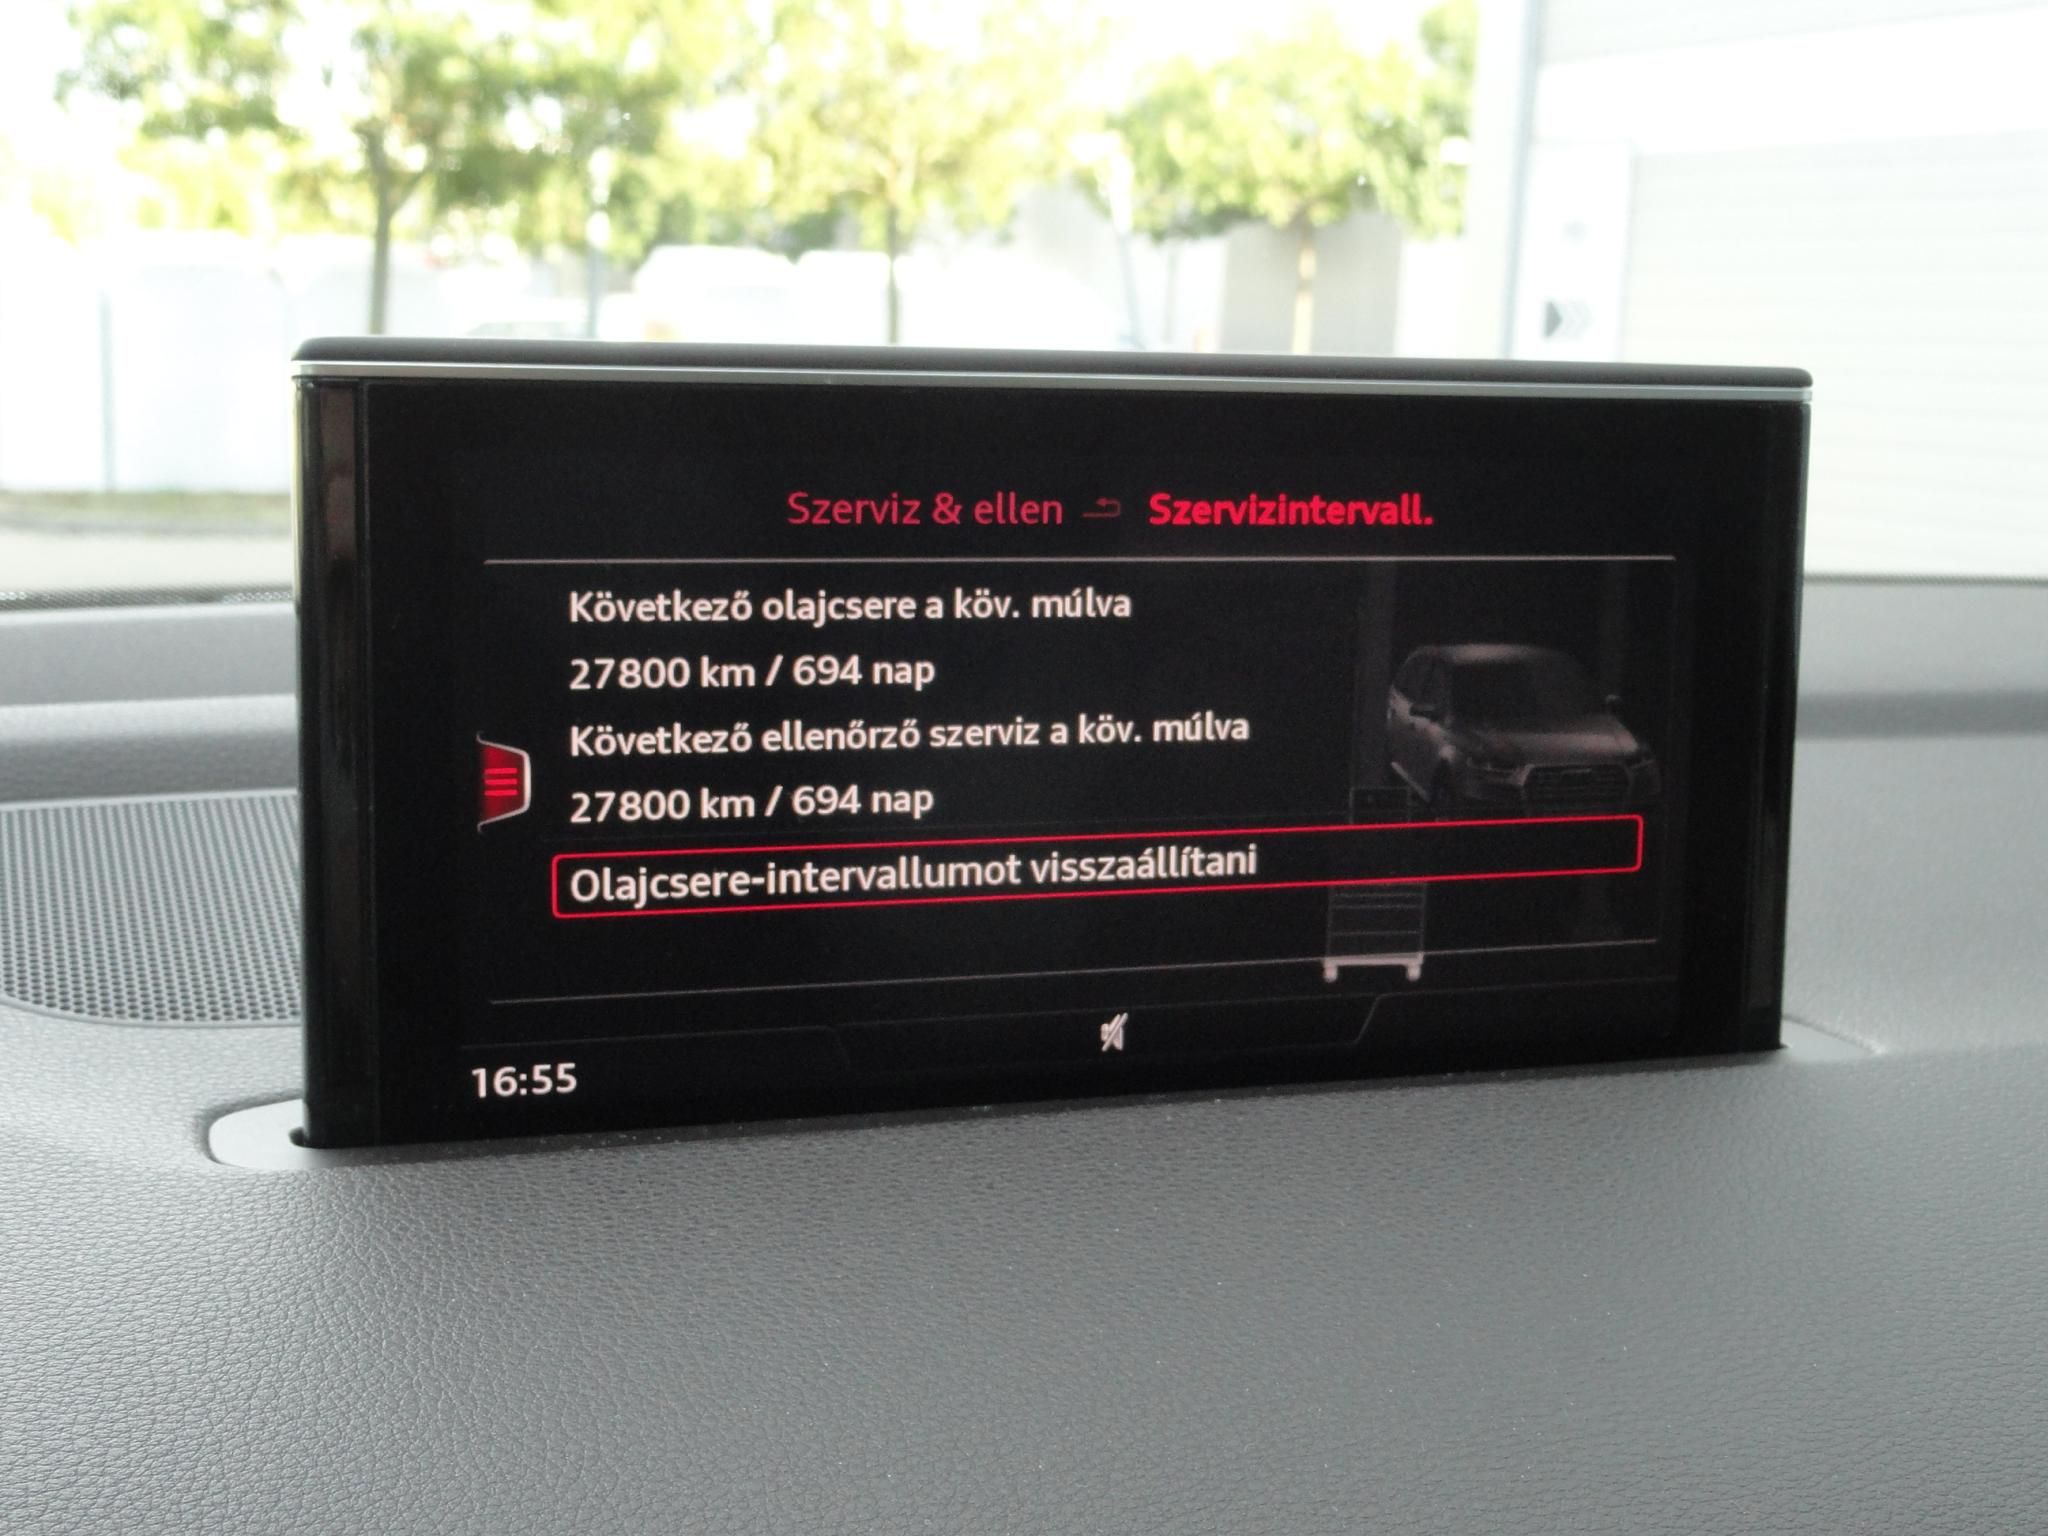 Szerviz & ellen Szervizintervall.
Következő olajcsere a köv. múlva
27800 km / 694 nap
Következő ellenőrző szerviz a köv. múlva
27800 km / 694 nap
Olajcsere-intervallumot visszaállítani
16:55